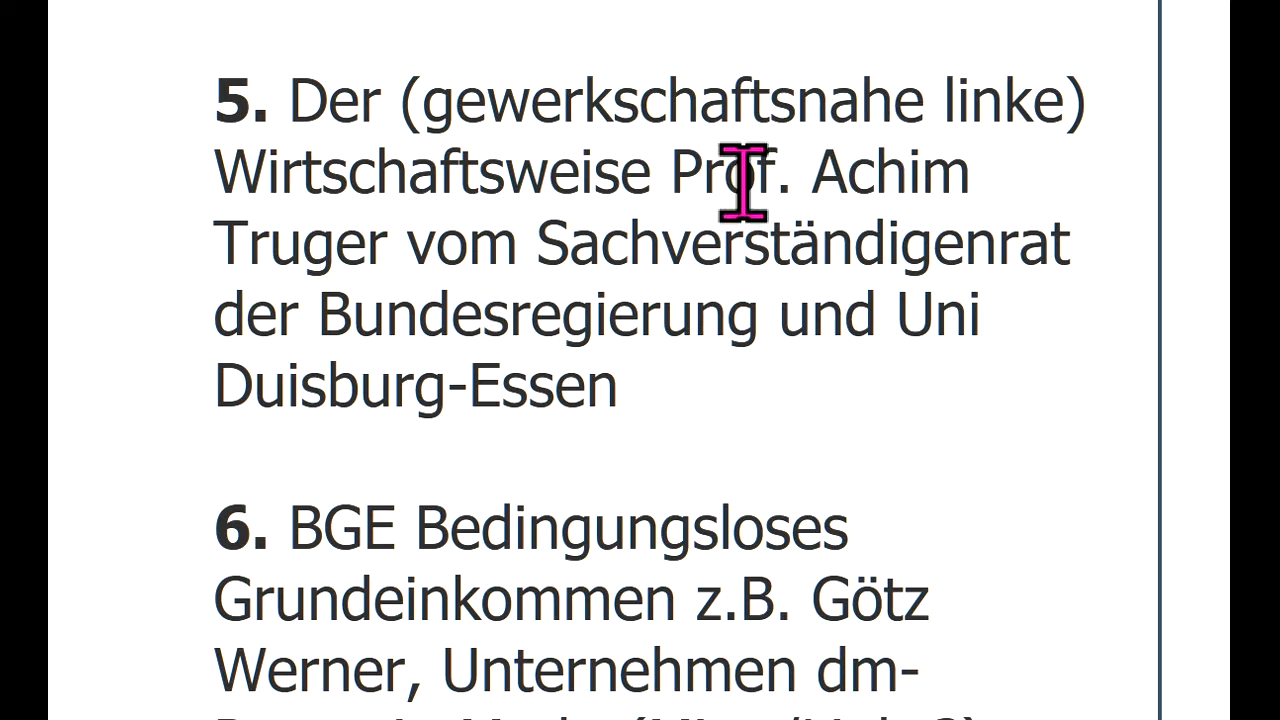 5. Der (gewerkschaftsnahe linke)
Wirtschaftsweise Prof. Achim
Truger vom Sachverständigenrat
der Bundesregierung und Uni
Duisburg-Essen
6. BGE Bedingungsloses
Grundeinkommen z.B. Götz
Werner, Unternehmen dm-